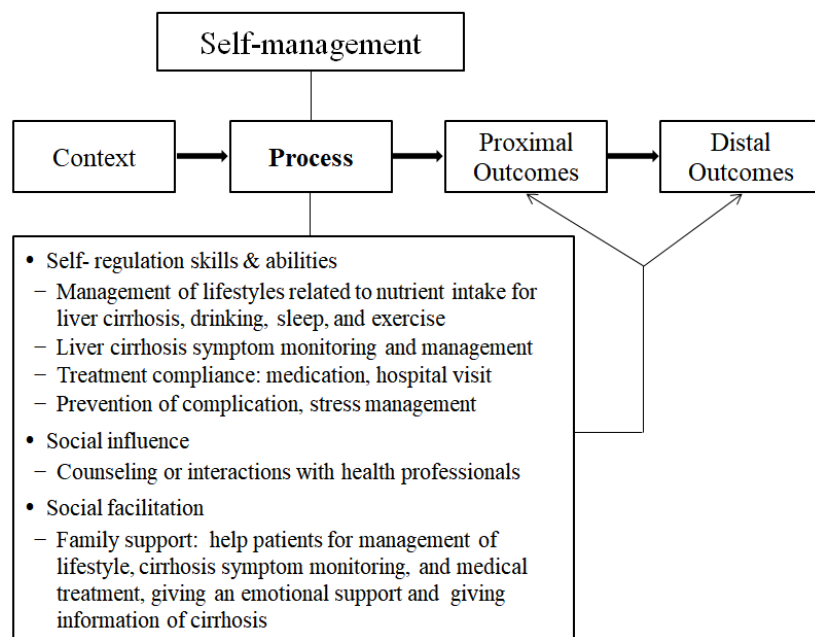 Self-management
Context
Process
Proximal
Outcomes
Distal
Outcomes
• Self- regulation skills & abilities
– Management of lifestyles related to nutrient intake for
liver cirrhosis, drinking, sleep, and exercise
– Liver cirrhosis symptom monitoring and management
– Treatment compliance: medication, hospital visit
– Prevention of complication, stress management
• Social influence
– Counseling or interactions with health professionals
• Social facilitation
– Family support: help patients for management of
lifestyle, cirrhosis symptom monitoring, and medical
treatment, giving an emotional support and giving
information of cirrhosis